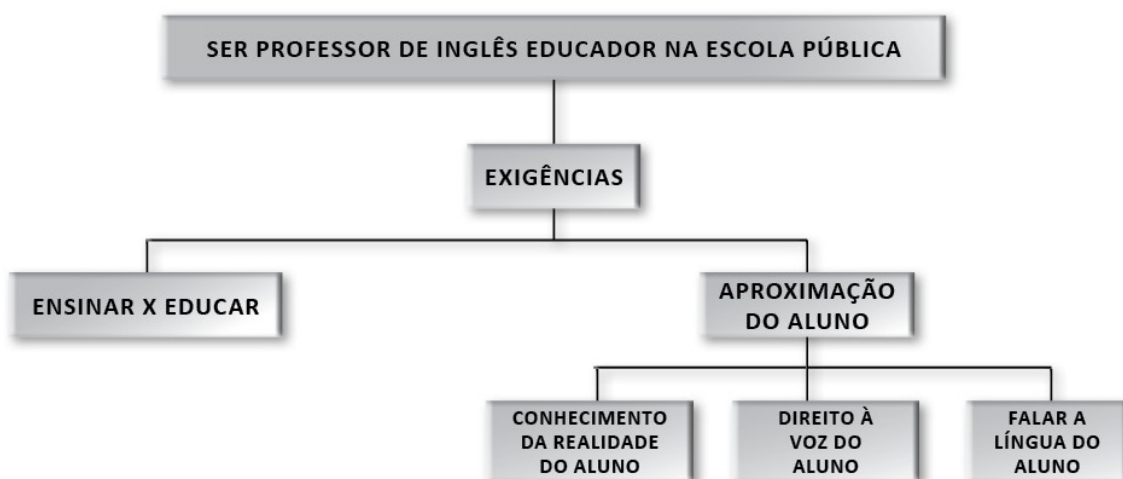 SER PROFESSOR DE INGLÊS EDUCADOR NA ESCOLA PÚBLICA
EXIGÊNCIAS
ENSINAR X EDUCAR
APROXIMAÇÃO
DO ALUNO
CONHECIMENTO
DA REALIDADE
DO ALUNO
DIREITO À
VOZ DO
ALUNO
FALAR A
LÍNGUA DO
ALUNO